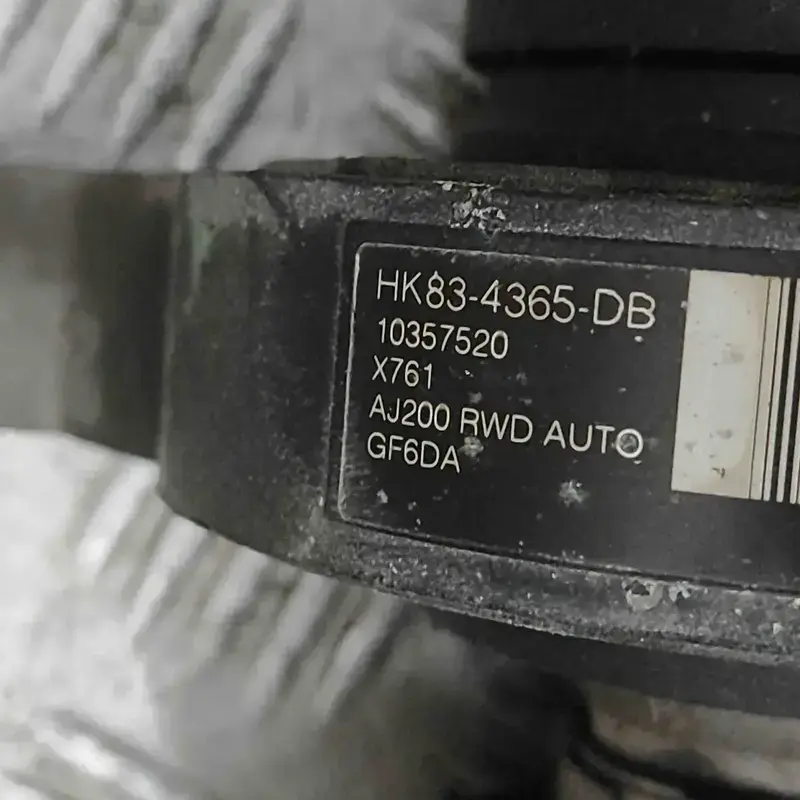 HK83-4365-DB
10357520
X761
AJ200 RWD AUTO
GF6DA